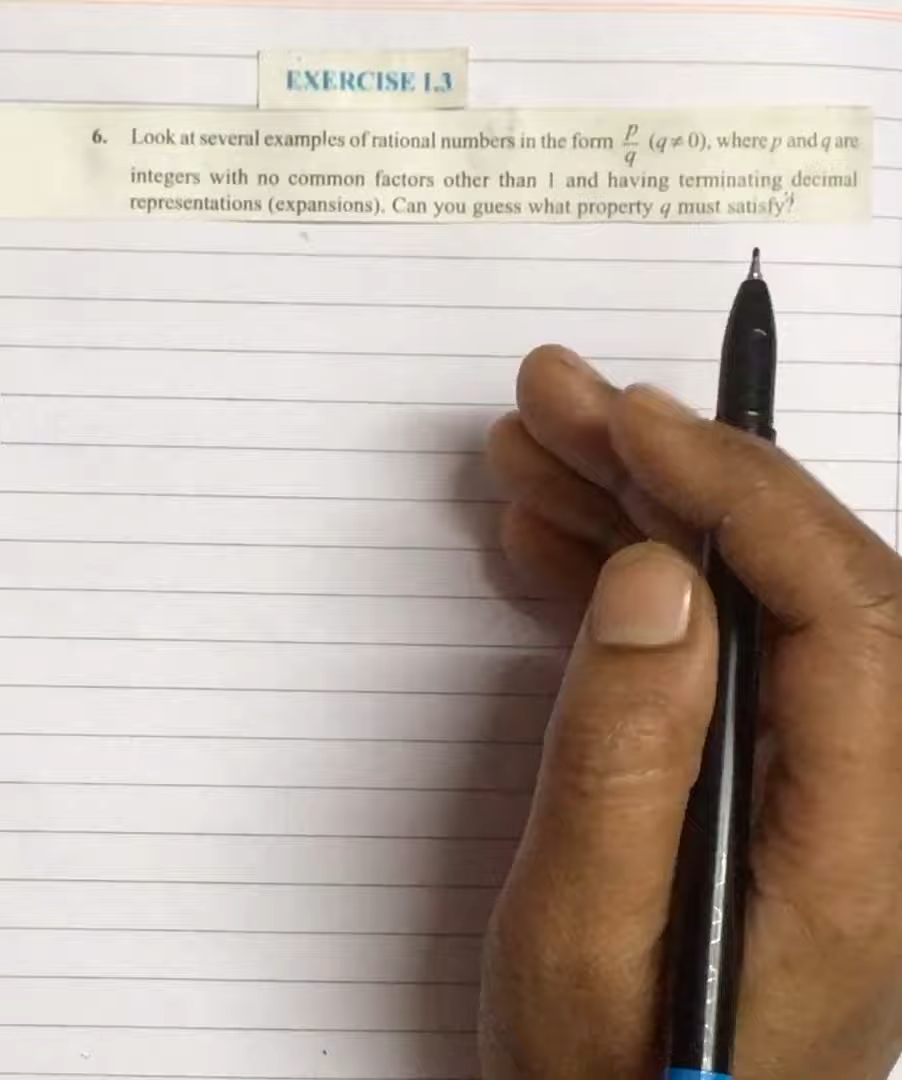 EXERCISE 1.3
6. Look at several examples of rational numbers in the form p/q (q ≠ 0), where p and q are
integers with no common factors other than 1 and having terminating decimal
representations (expansions). Can you guess what property q must satisfy?